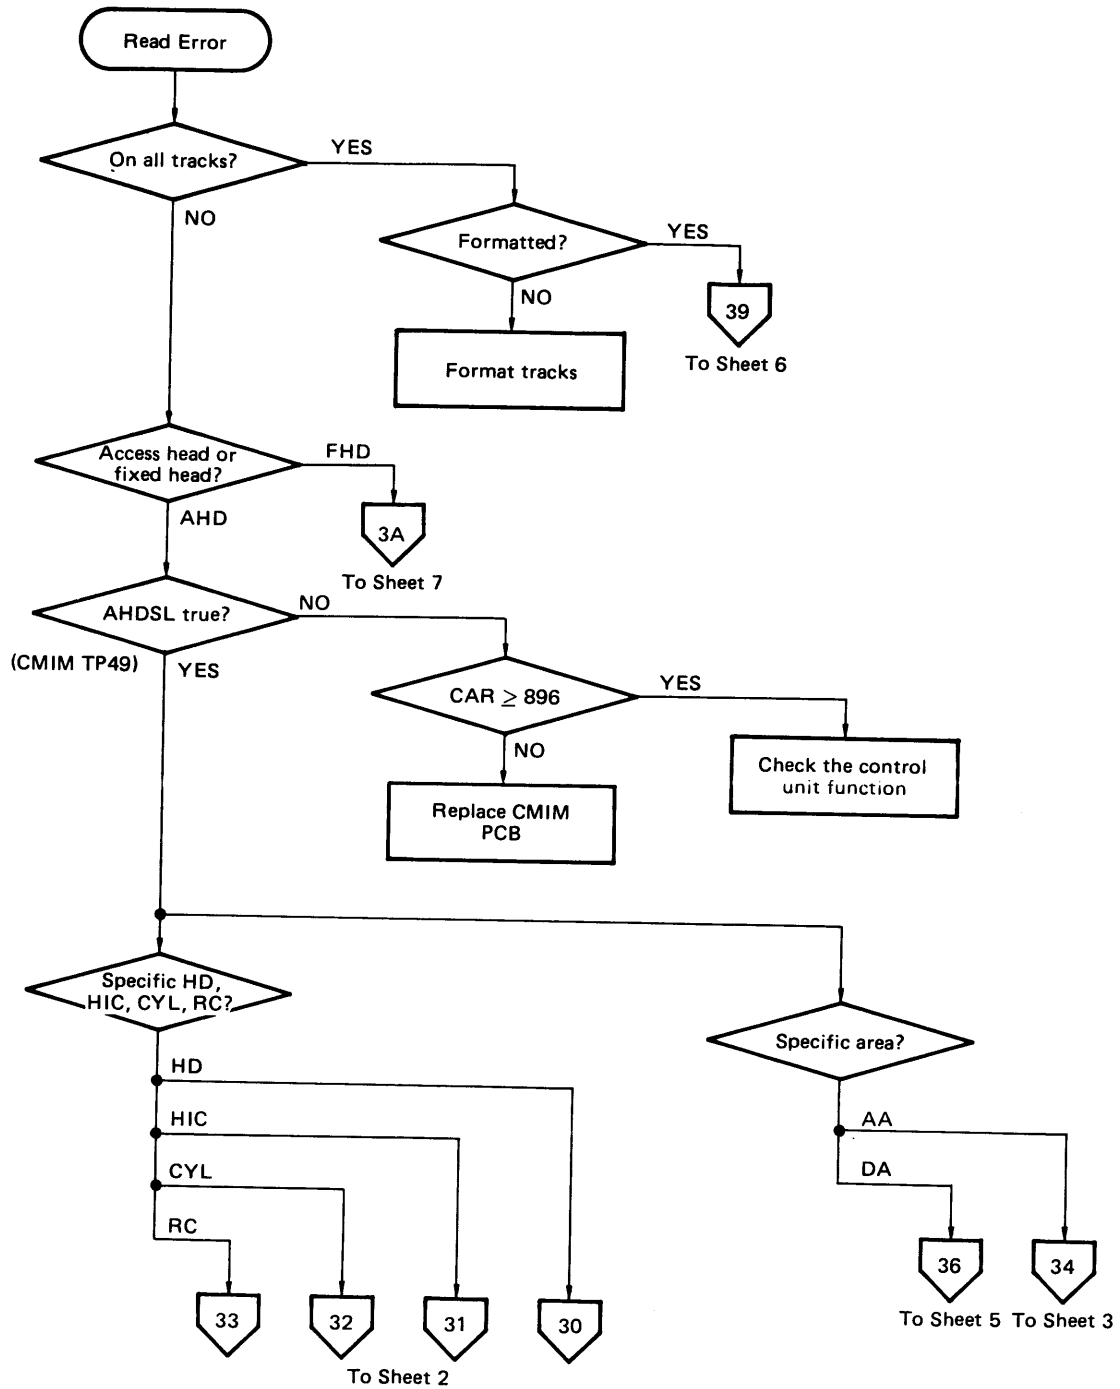 Read Error
On all tracks?
YES
NO
Formatted?
YES
NO
39
To Sheet 6
Format tracks
Access head or
fixed head?
FHD
AHD
3A
To Sheet 7
AHDSL true?
NO
(CMIM TP49)
YES
CAR ≥ 896
YES
NO
Check the control
unit function
Replace CMIM
PCB
Specific HD,
HIC, CYL, RC?
Specific area?
HD
HIC
CYL
RC
AA
DA
36
34
To Sheet 5
To Sheet 3
33
32
31
30
To Sheet 2